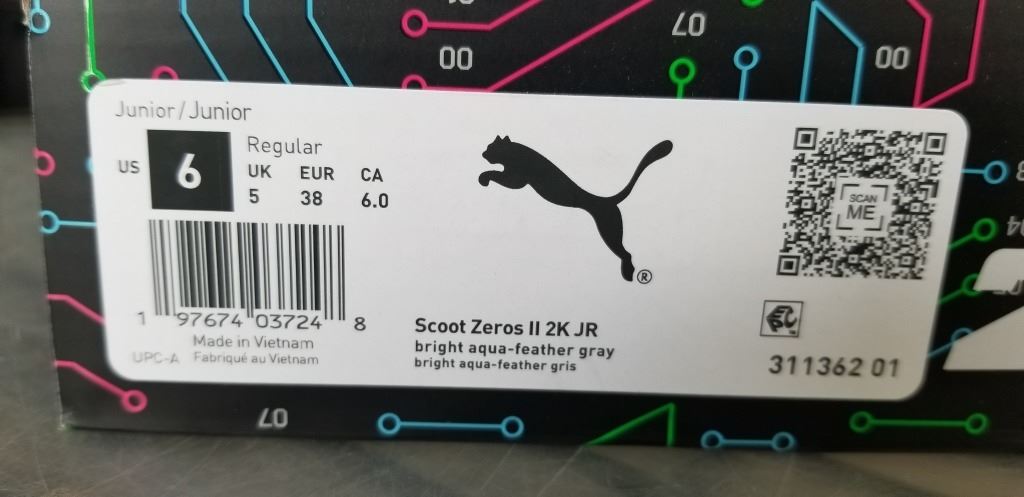 00
07
00
Junior/Junior
US
6
Regular
UK EUR CA
5 38 6.0
SCAN
ME
®
1 97674 03724 8
Made in Vietnam
UPC-A Fabriqué au Vietnam
Scoot Zeros II 2K JR
bright aqua-feather gray
bright aqua-feather gris
311362 01
07